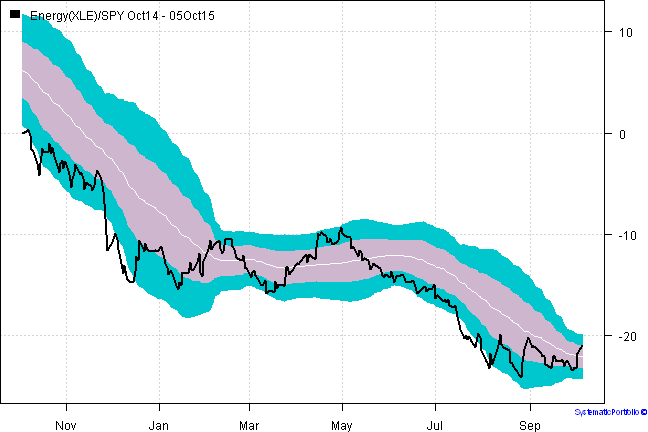 Energy(XLE)/SPY Oct14 - 05Oct15
10
0
-10
-20
Nov Jan Mar May Jul Sep
SystematicPortfolio ©